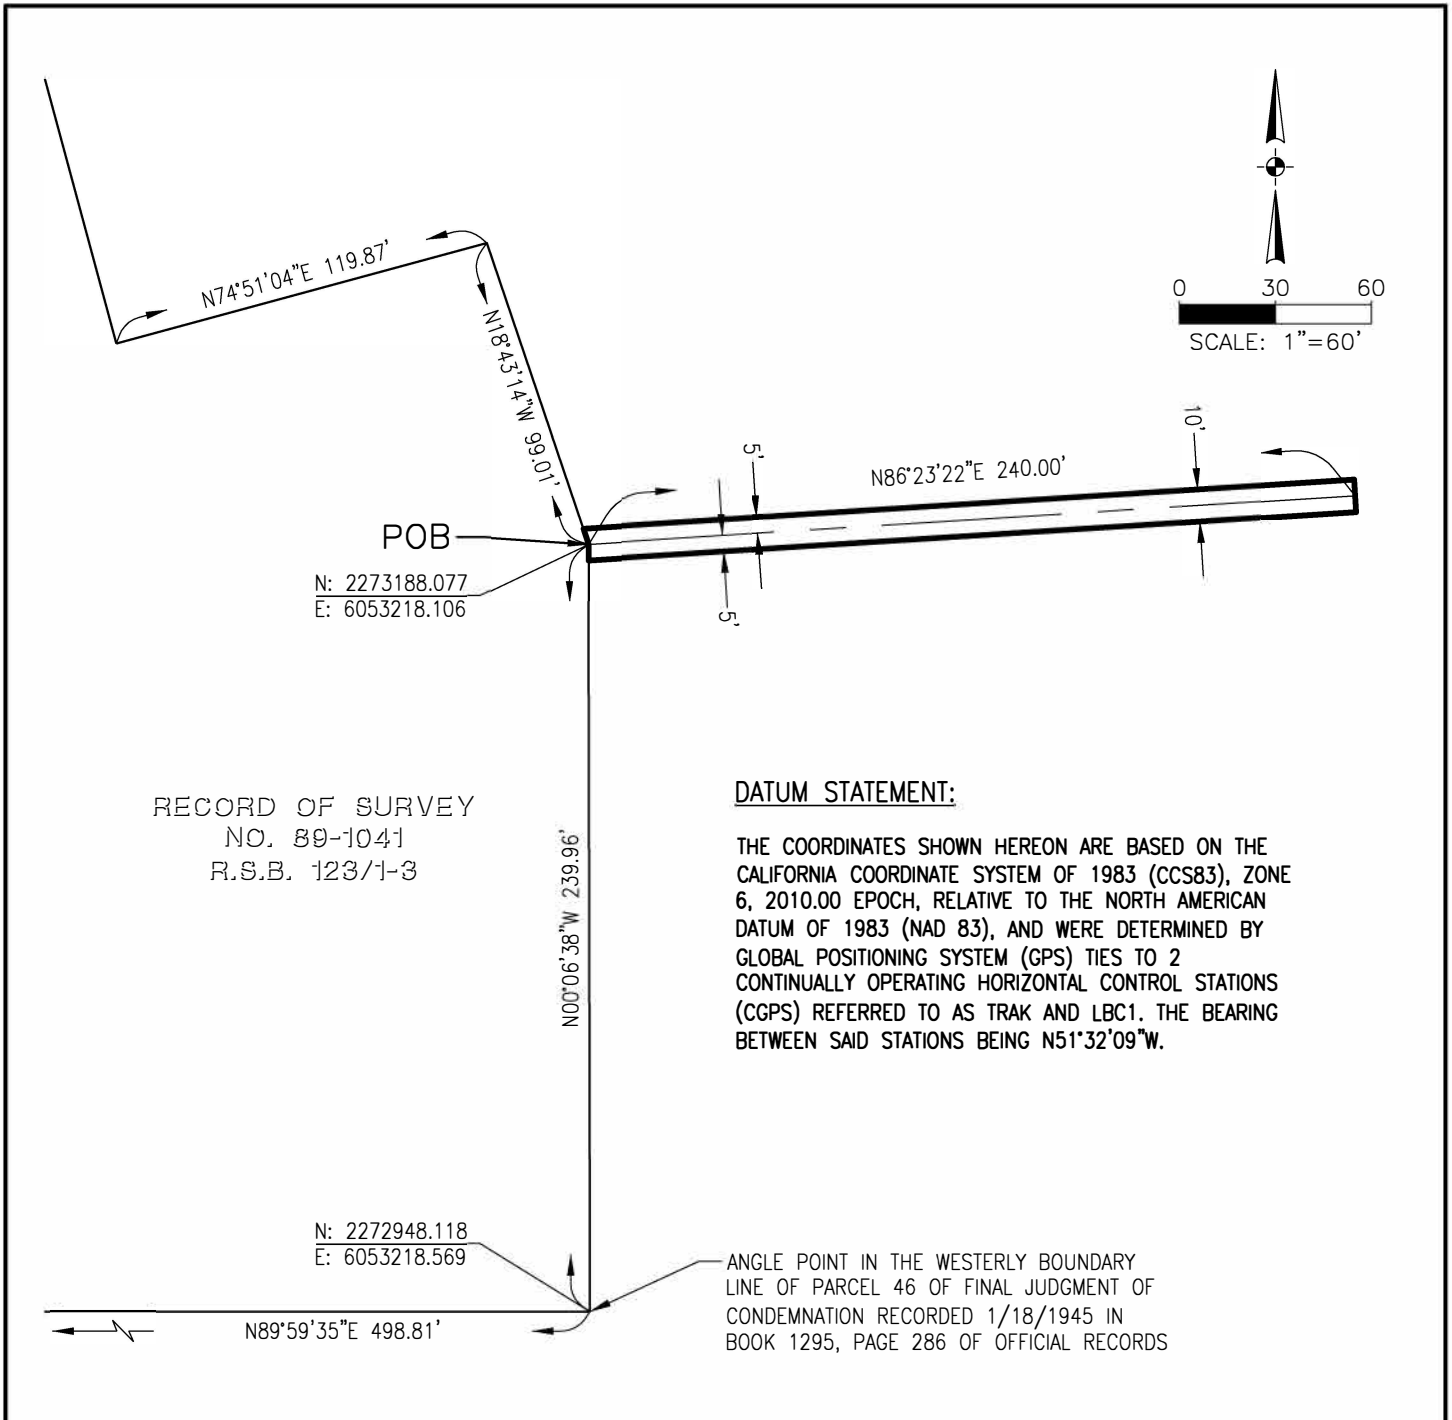 N74°51'04"E 119.87'
N18°43'14"W 99.01'
0 30 60
SCALE: 1"=60'
10'
5'
N86°23'22"E 240.00'
POB
N: 2273188.077
E: 6053218.106
5'
RECORD OF SURVEY
NO. 89-1041
R.S.B. 123/1-3
N00°06'38"W 239.96'
DATUM STATEMENT:
THE COORDINATES SHOWN HEREON ARE BASED ON THE
CALIFORNIA COORDINATE SYSTEM OF 1983 (CCS83), ZONE
6, 2010.00 EPOCH, RELATIVE TO THE NORTH AMERICAN
DATUM OF 1983 (NAD 83), AND WERE DETERMINED BY
GLOBAL POSITIONING SYSTEM (GPS) TIES TO 2
CONTINUALLY OPERATING HORIZONTAL CONTROL STATIONS
(CGPS) REFERRED TO AS TRAK AND LBC1. THE BEARING
BETWEEN SAID STATIONS BEING N51°32'09"W.
N: 2272948.118
E: 6053218.569
N89°59'35"E 498.81'
ANGLE POINT IN THE WESTERLY BOUNDARY
LINE OF PARCEL 46 OF FINAL JUDGMENT OF
CONDEMNATION RECORDED 1/18/1945 IN
BOOK 1295, PAGE 286 OF OFFICIAL RECORDS